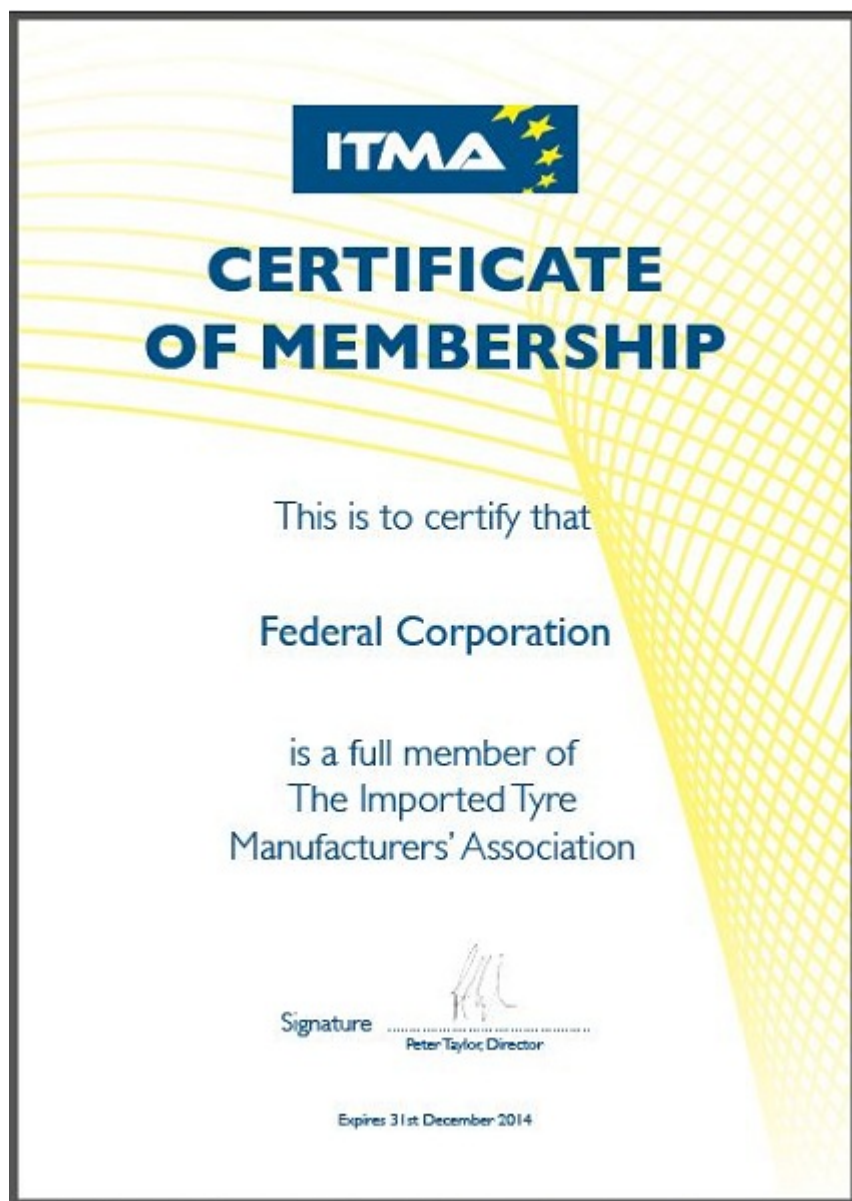 ITMA
CERTIFICATE
OF MEMBERSHIP
This is to certify that
Federal Corporation
is a full member of
The Imported Tyre
Manufacturers' Association
Signature
Peter Taylor, Director
Expires 31st December 2014